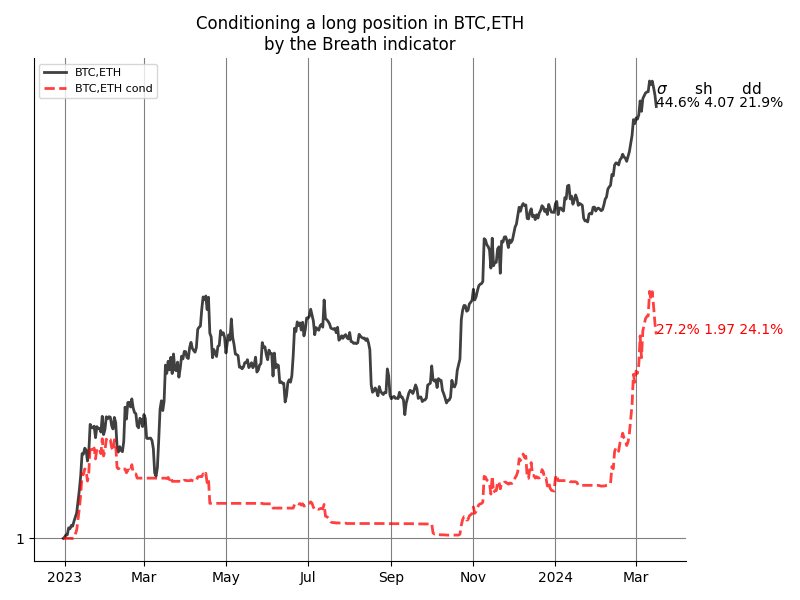 Conditioning a long position in BTC,ETH
by the Breath indicator
BTC,ETH
BTC,ETH cond
σ sh dd
44.6% 4.07 21.9%
27.2% 1.97 24.1%
1
2023 Mar May Jul Sep Nov 2024 Mar